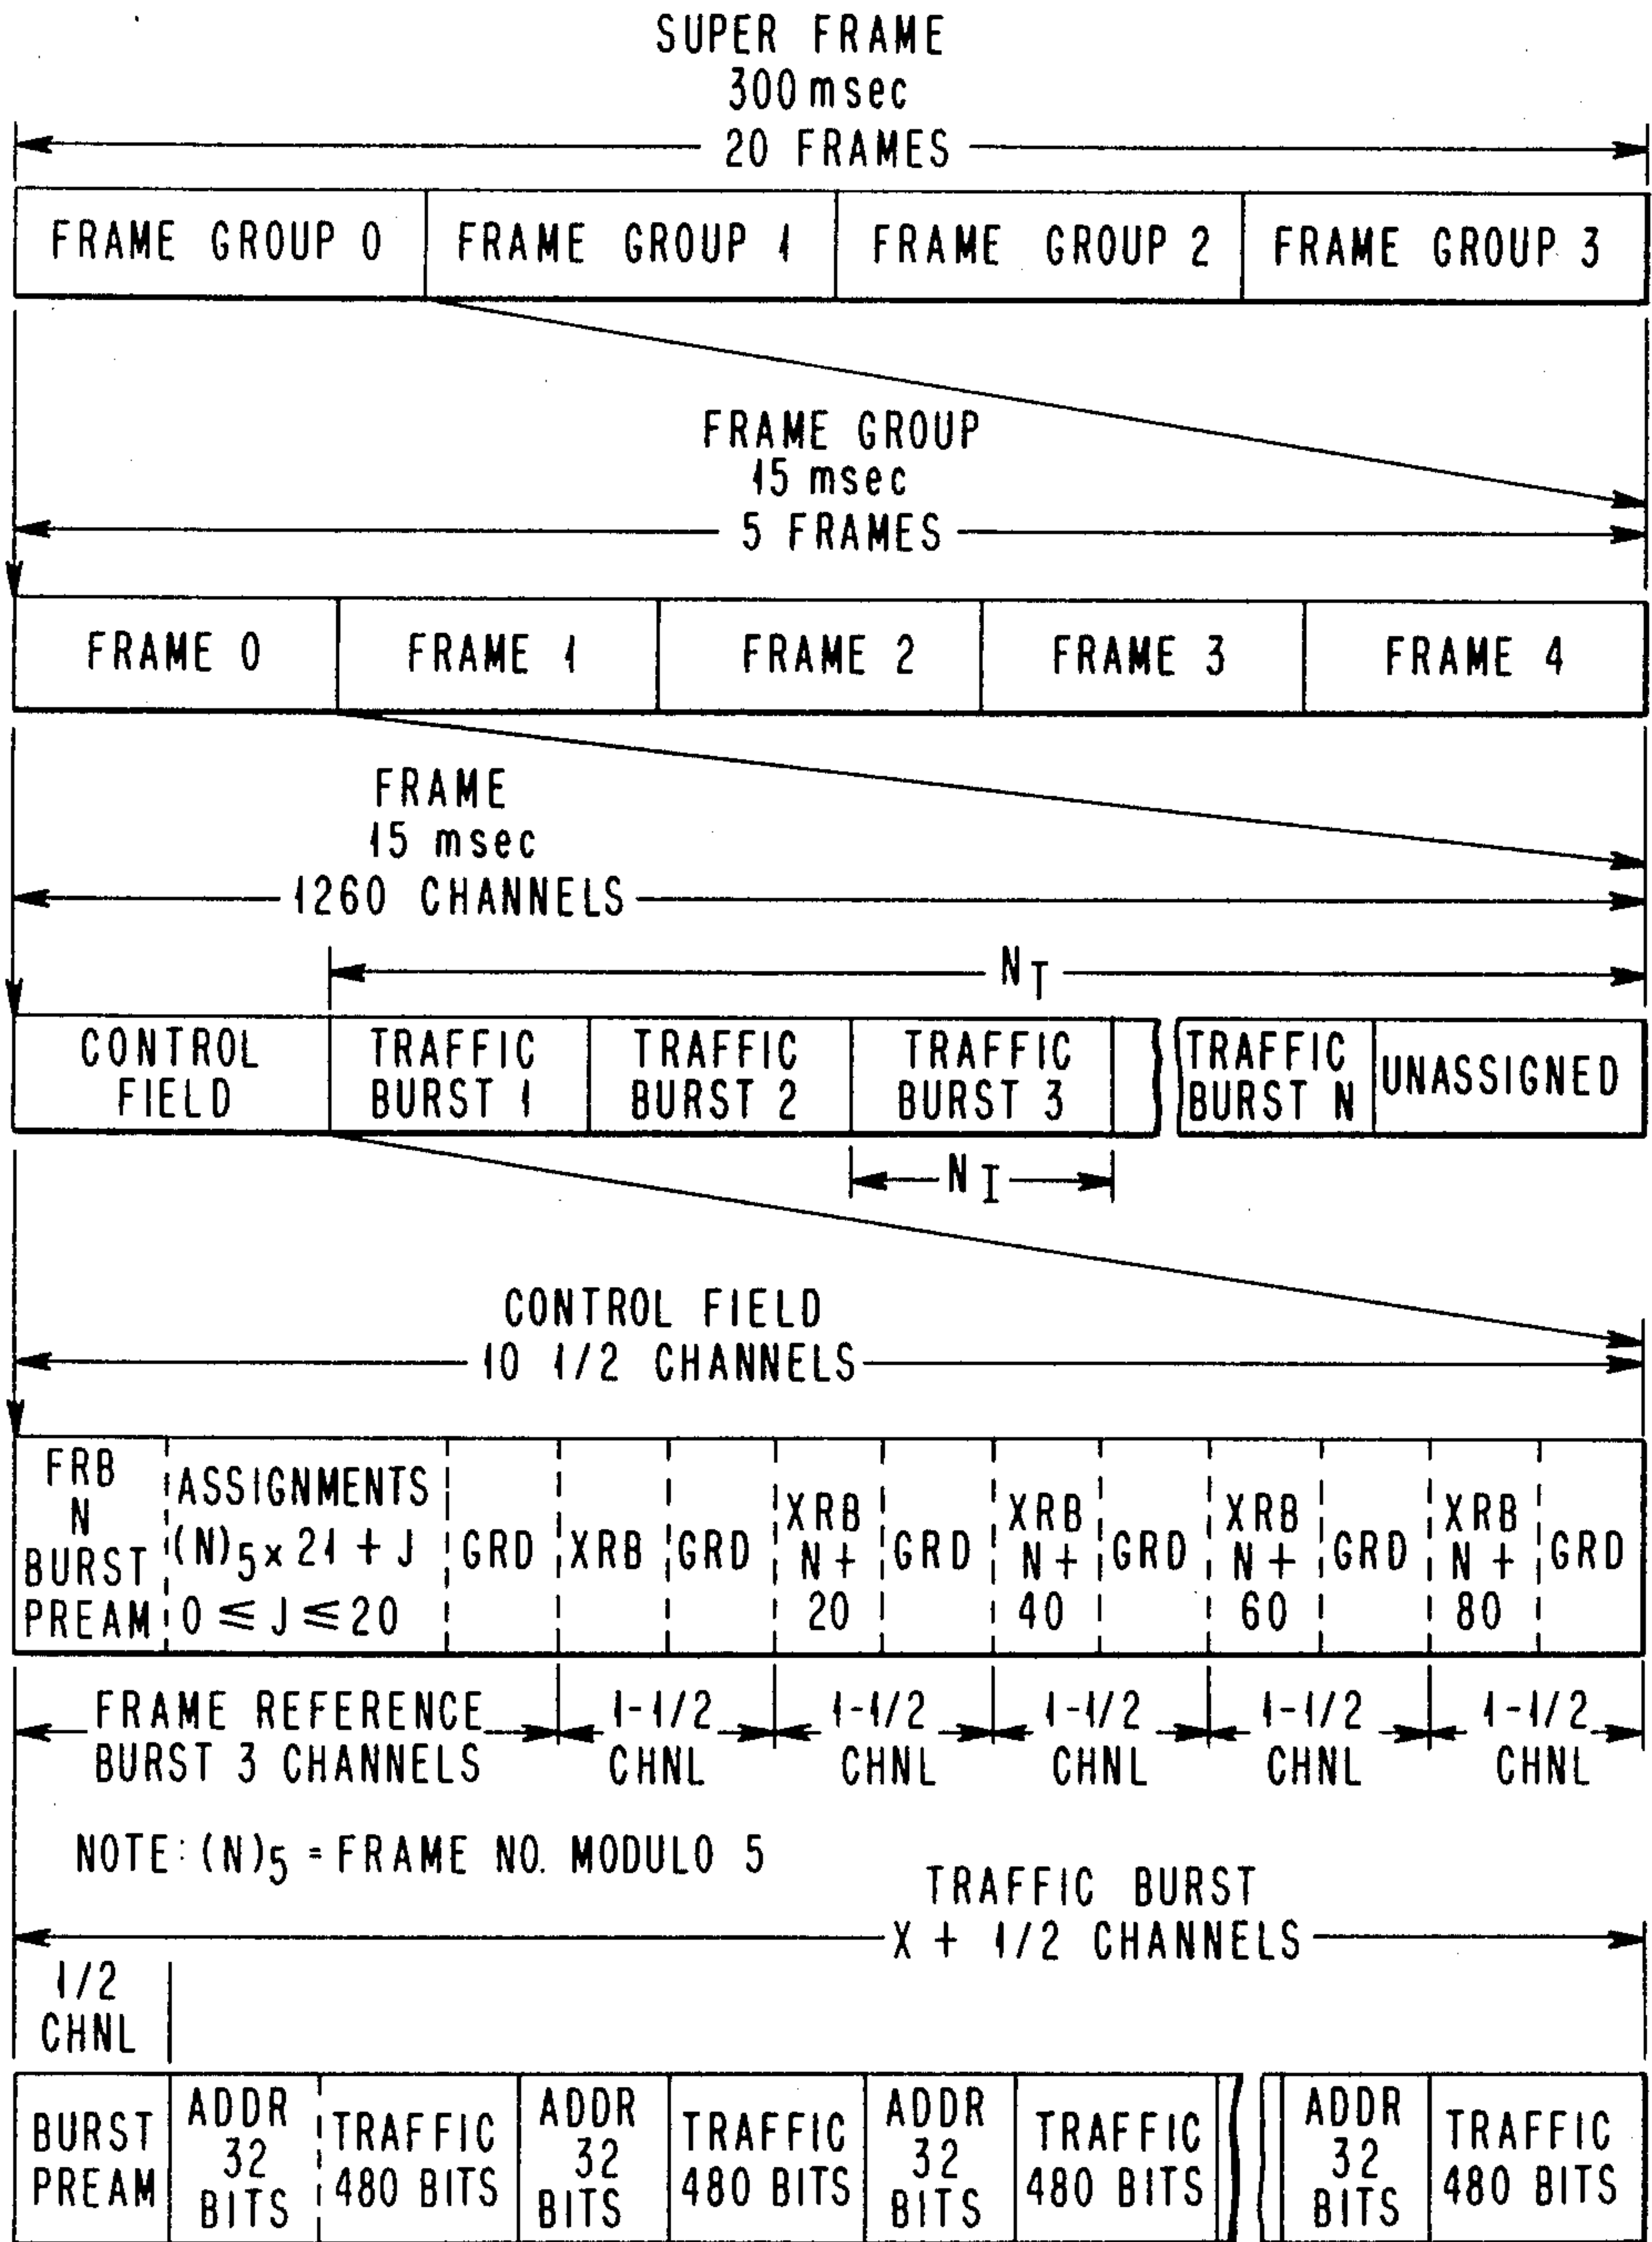 SUPER FRAME
300 msec
20 FRAMES
FRAME GROUP 0 FRAME GROUP 1 FRAME GROUP 2 FRAME GROUP 3
FRAME GROUP
15 msec
5 FRAMES
FRAME 0 FRAME 1 FRAME 2 FRAME 3 FRAME 4
FRAME
15 msec
1260 CHANNELS
N T
CONTROL FIELD
TRAFFIC BURST 1
TRAFFIC BURST 2
TRAFFIC BURST 3
TRAFFIC BURST N
UNASSIGNED
N I
CONTROL FIELD
10 1/2 CHANNELS
FRB
N
BURST
PREAM
ASSIGNMENTS
(N)5 x 21 + J
0 ≤ J ≤ 20
GRD
XRB
GRD
XRB
N +
20
GRD
XRB
N +
40
GRD
XRB
N +
60
GRD
XRB
N +
80
GRD
FRAME REFERENCE
BURST 3 CHANNELS
1-1/2
CHNL
1-1/2
CHNL
1-1/2
CHNL
1-1/2
CHNL
1-1/2
CHNL
NOTE: (N)5 = FRAME NO. MODULO 5
TRAFFIC BURST
X + 1/2 CHANNELS
1/2
CHNL
BURST
PREAM
ADDR
32
BITS
TRAFFIC
480 BITS
ADDR
32
BITS
TRAFFIC
480 BITS
ADDR
32
BITS
TRAFFIC
480 BITS
ADDR
32
BITS
TRAFFIC
480 BITS